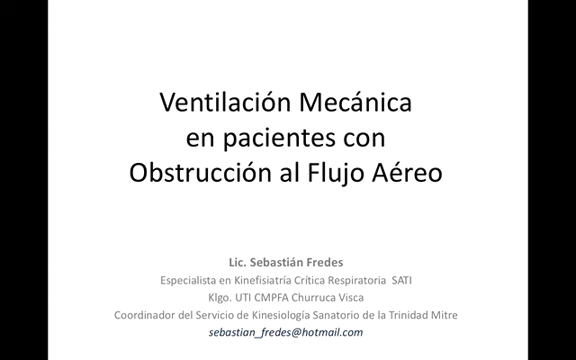 Ventilación Mecánica
en pacientes con
Obstrucción al Flujo Aéreo
Lic. Sebastián Fredes
Especialista en Kinefisiatría Crítica Respiratoria SATI
Klgo. UTI CMPFA Churruca Visca
Coordinador del Servicio de Kinesiología Sanatorio de la Trinidad Mitre
sebastian_fredes@hotmail.com